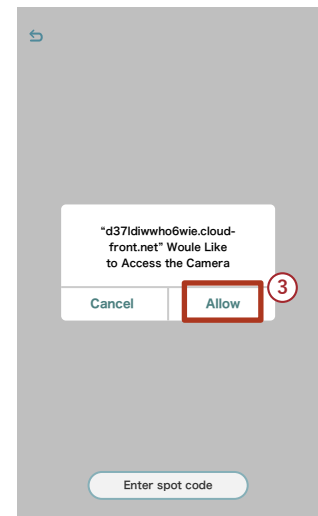 “d37ldiwwho6wie.cloud-
front.net” Woule Like
to Access the Camera
Cancel Allow
3
Enter spot code